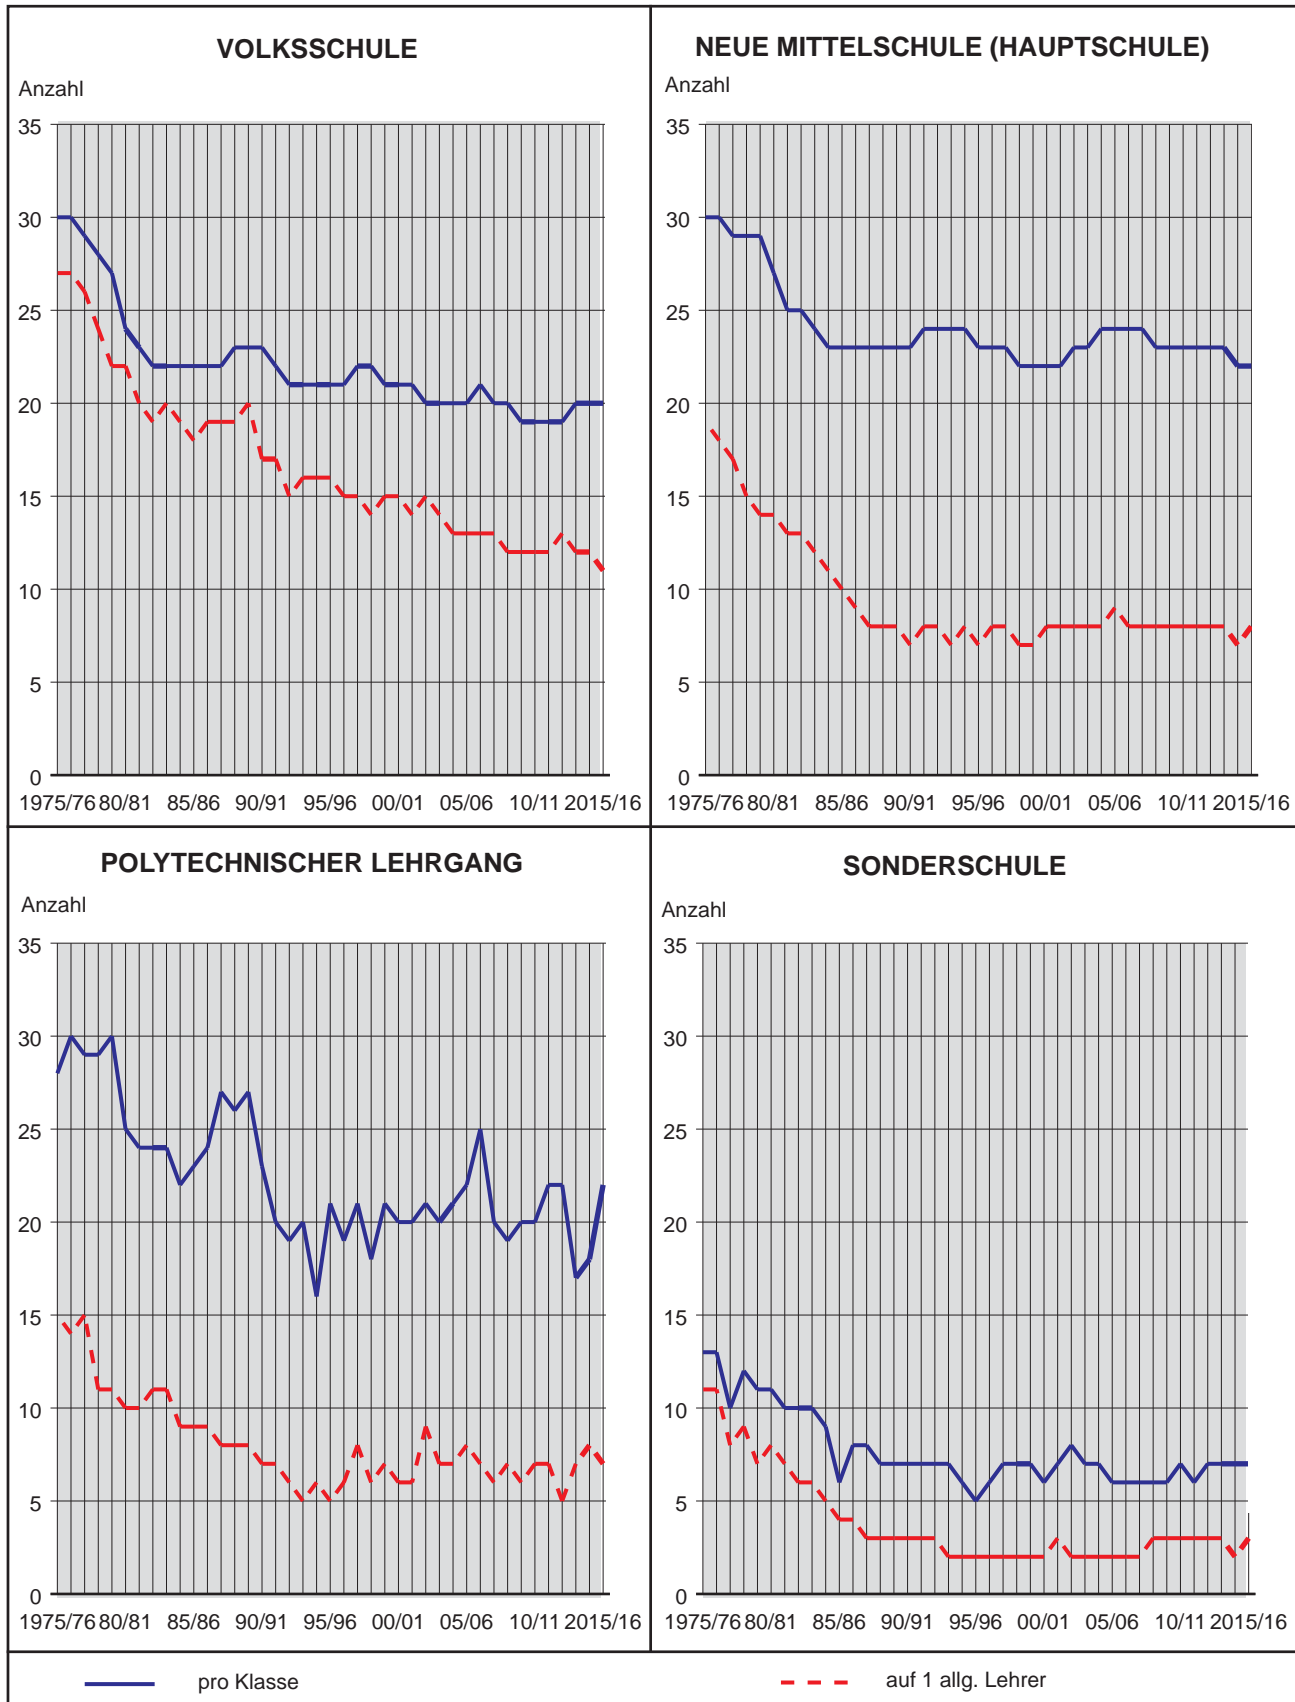 VOLKSSCHULE
Anzahl
35
30
25
20
15
10
5
0
1975/76 80/81 85/86 90/91 95/96 00/01 05/06 10/11 2015/16
NEUE MITTELSCHULE (HAUPTSCHULE)
Anzahl
35
30
25
20
15
10
5
0
1975/76 80/81 85/86 90/91 95/96 00/01 05/06 10/11 2015/16
POLYTECHNISCHER LEHRGANG
Anzahl
35
30
25
20
15
10
5
0
1975/76 80/81 85/86 90/91 95/96 00/01 05/06 10/11 2015/16
SONDERSCHULE
Anzahl
35
30
25
20
15
10
5
0
1975/76 80/81 85/86 90/91 95/96 00/01 05/06 10/11 2015/16
pro Klasse
auf 1 allg. Lehrer